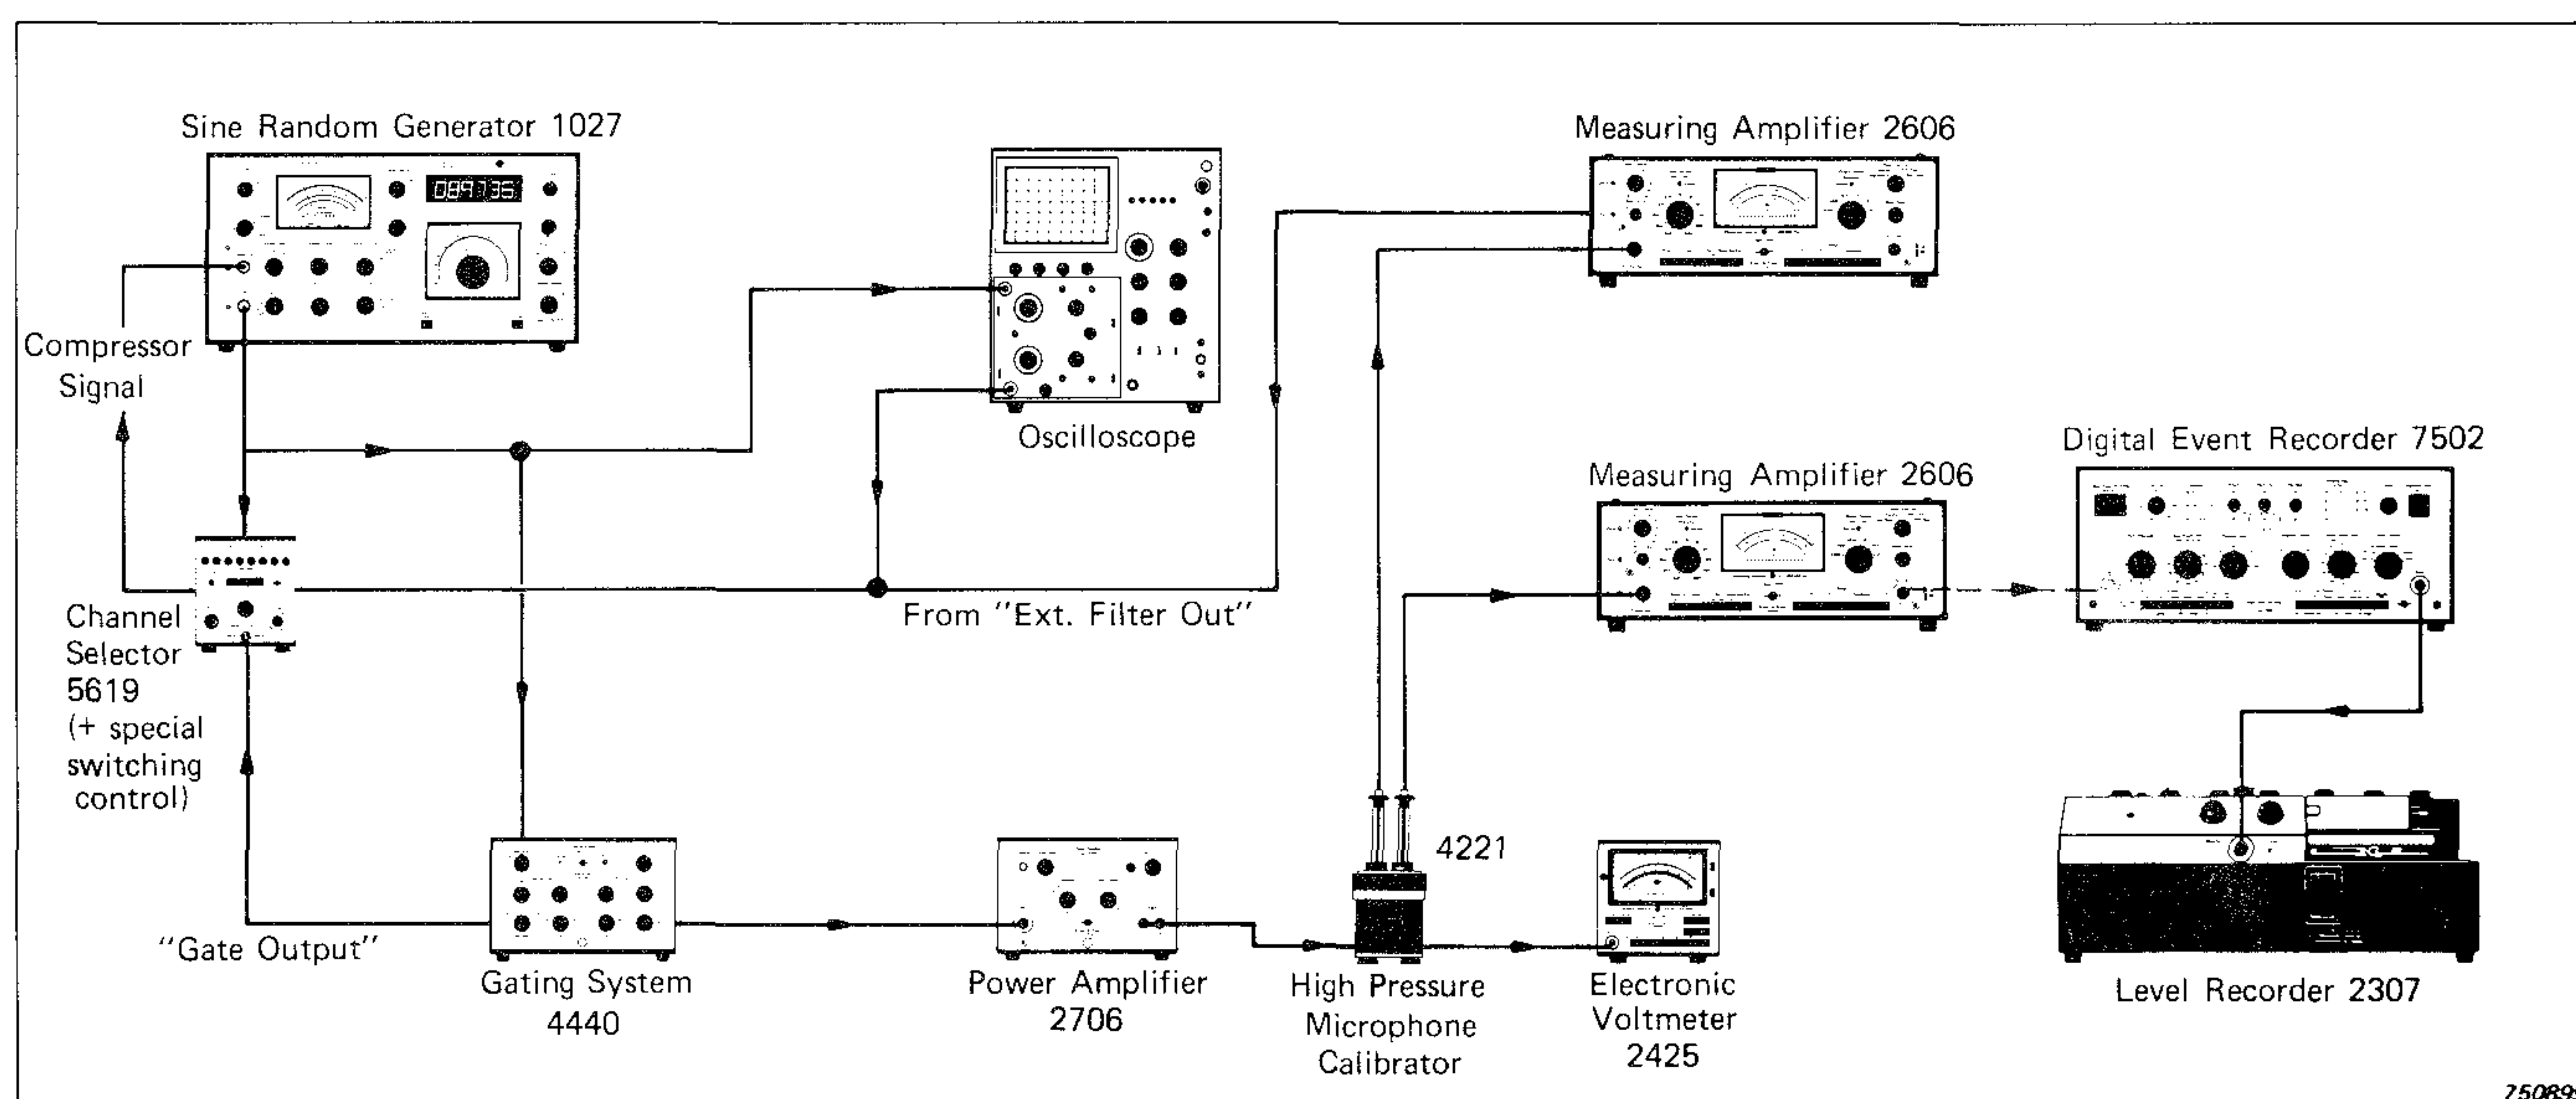 Sine Random Generator 1027
Measuring Amplifier 2606
Compressor
Signal
Oscilloscope
Digital Event Recorder 7502
Measuring Amplifier 2606
From "Ext. Filter Out"
Channel
Selector
5619
(+ special
switching
control)
4221
"Gate Output"
Gating System
4440
Power Amplifier
2706
High Pressure
Microphone
Calibrator
Electronic
Voltmeter
2425
Level Recorder 2307